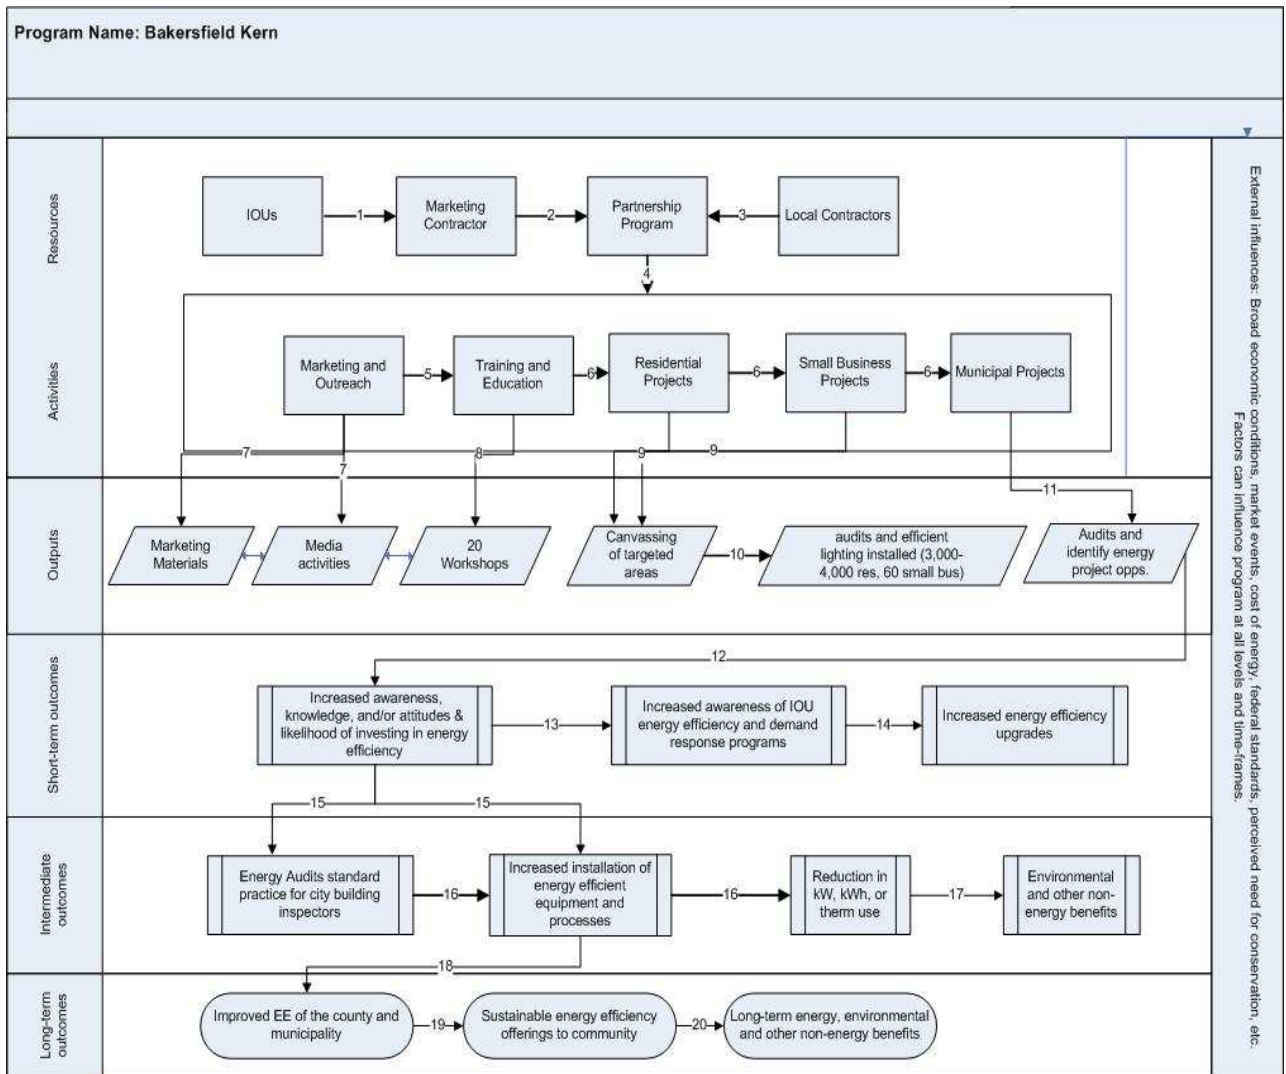 Program Name: Bakersfield Kern
Resources
IOUs
1
Marketing
Contractor
2
Partnership
Program
3
Local Contractors
4
Activities
Marketing and
Outreach
5
Training and
Education
6
Residential
Projects
6
Small Business
Projects
6
Municipal Projects
7
7
8
9
9
11
Outputs
Marketing
Materials
Media
activities
20
Workshops
Canvassing
of targeted
areas
10
audits and efficient
lighting installed (3,000-
4,000 res, 60 small bus)
Audits and
identify energy
project opps.
12
Short-term outcomes
Increased awareness,
knowledge, and/or attitudes &
likelihood of investing in energy
efficiency
13
Increased awareness of IOU
energy efficiency and demand
response programs
14
Increased energy efficiency
upgrades
15
15
Intermediate
outcomes
Energy Audits standard
practice for city building
inspectors
16
Increased installation of
energy efficient
equipment and
processes
16
Reduction in
kW, kWh, or
therm use
17
Environmental
and other non-
energy benefits
18
Long-term
outcomes
Improved EE of the county and
municipality
19
Sustainable energy efficiency
offerings to community
20
Long-term energy, environmental
and other non-energy benefits
External influences: Broad economic conditions, market events, cost of energy, federal standards, perceived need for conservation, etc.
Factors can influence program at all levels and time-frames.